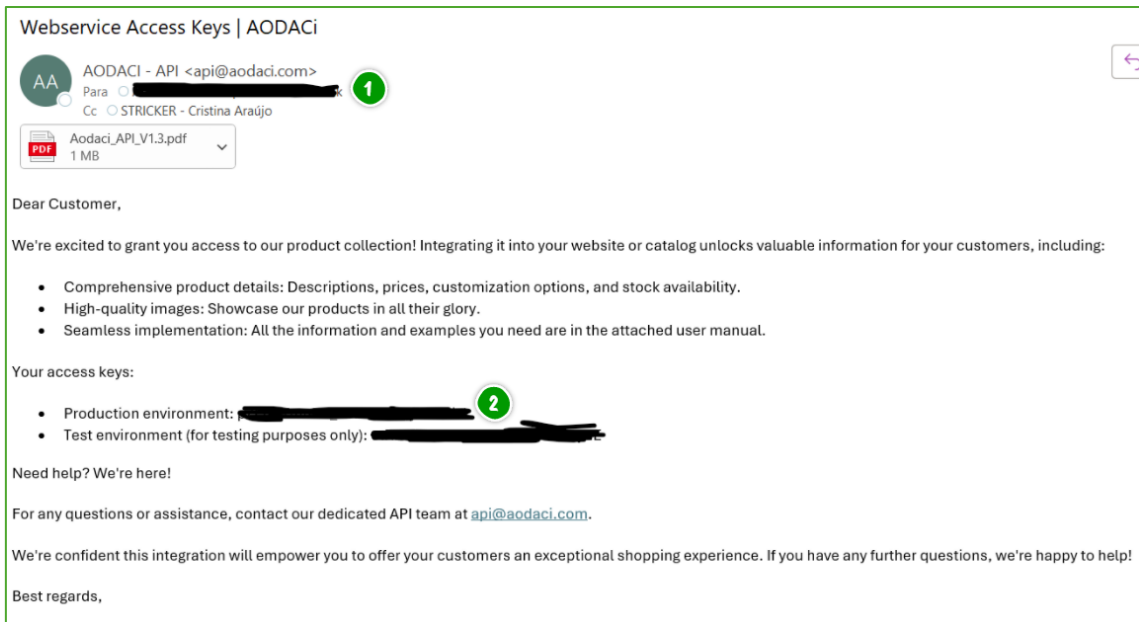 Webservice Access Keys | AODACi
AA
AODACI - API <api@aodaci.com>
Para
1
Cc STRICKER - Cristina Araújo
PDF
Aodaci_API_V1.3.pdf
1 MB
Dear Customer,
We're excited to grant you access to our product collection! Integrating it into your website or catalog unlocks valuable information for your customers, including:
• Comprehensive product details: Descriptions, prices, customization options, and stock availability.
• High-quality images: Showcase our products in all their glory.
• Seamless implementation: All the information and examples you need are in the attached user manual.
Your access keys:
• Production environment:
2
• Test environment (for testing purposes only):
Need help? We're here!
For any questions or assistance, contact our dedicated API team at api@aodaci.com.
We're confident this integration will empower you to offer your customers an exceptional shopping experience. If you have any further questions, we're happy to help!
Best regards,